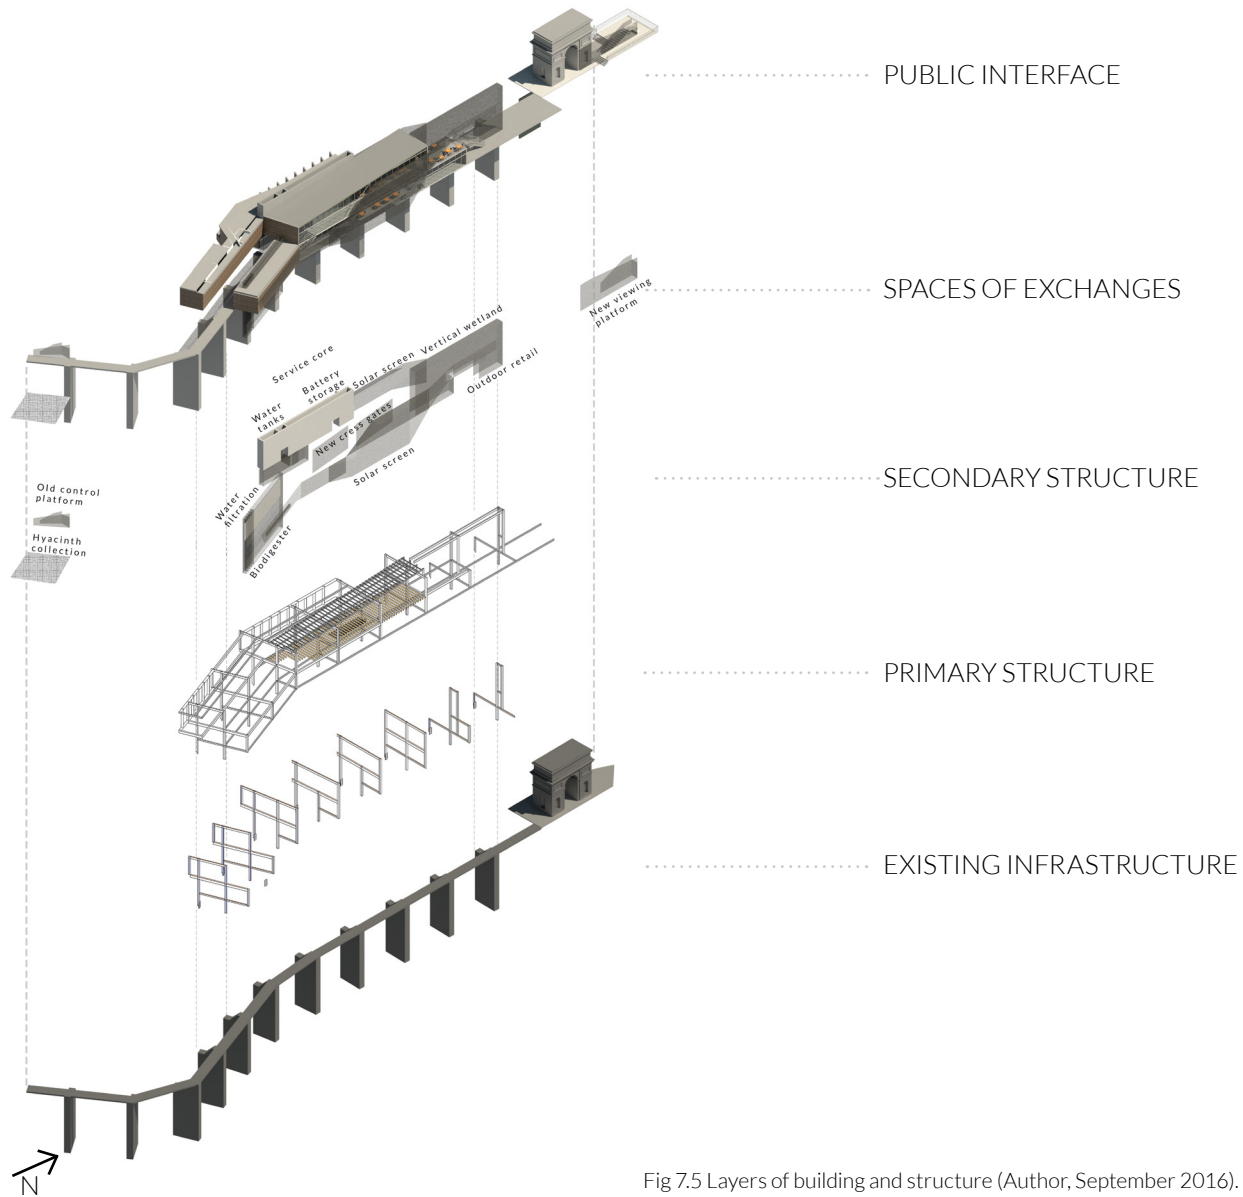 PUBLIC INTERFACE
SPACES OF EXCHANGES
New viewing
platform
Service core
Vertical wetland
Solar screen
Battery
storage
Outdoor retail
Water
tanks
New cress gates
Solar screen
SECONDARY STRUCTURE
Old control
platform
Water
filtration
Hyacinth
collection
Biodigester
PRIMARY STRUCTURE
EXISTING INFRASTRUCTURE
N
Fig 7.5 Layers of building and structure (Author, September 2016).